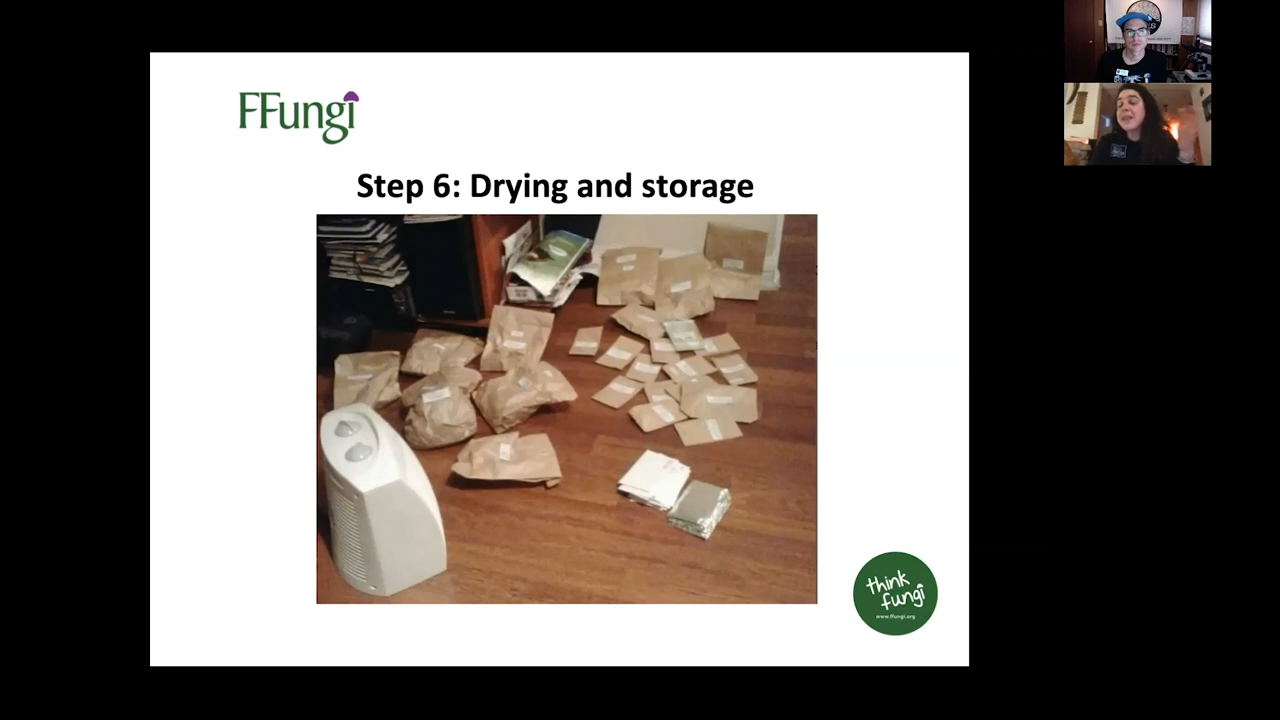 FFungi
Step 6: Drying and storage
think
fungi
www.ffungi.org